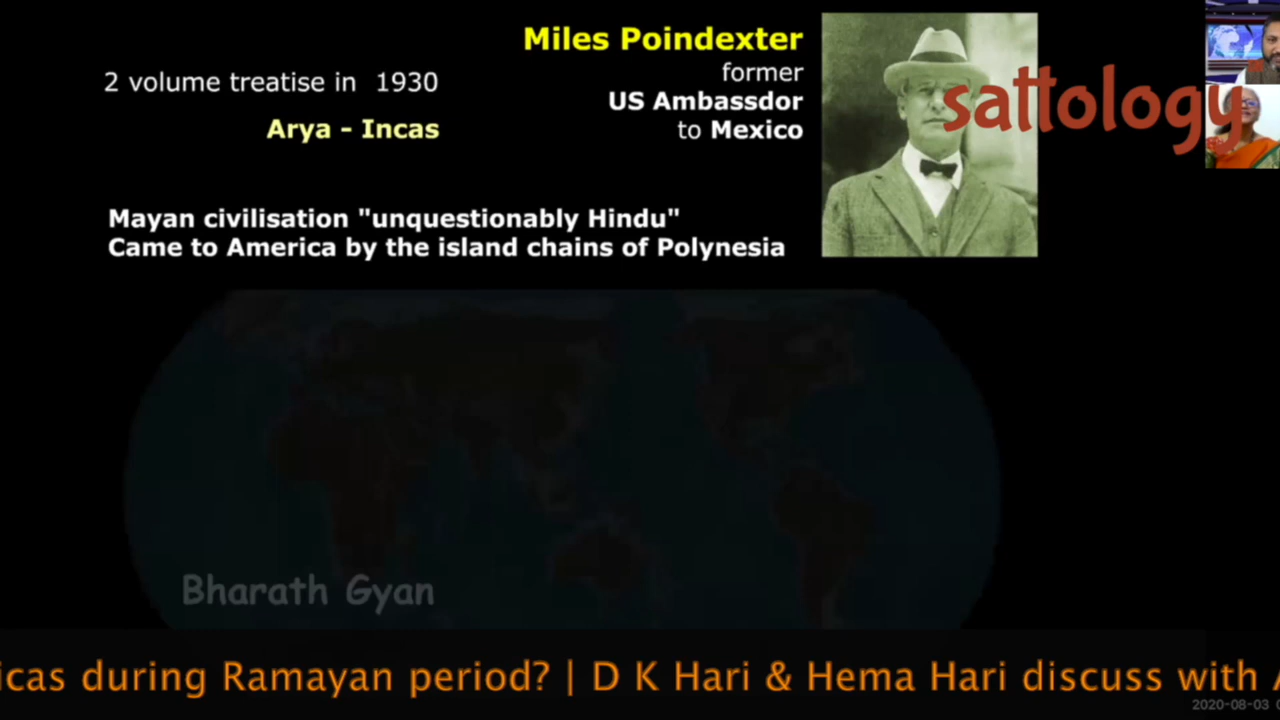 Miles Poindexter
former
US Ambassdor
to Mexico
2 volume treatise in 1930
Arya - Incas
sattology
Mayan civilisation "unquestionably Hindu"
Came to America by the island chains of Polynesia
Bharath Gyan
icas during Ramayan period? | D K Hari & Hema Hari discuss with
2020-08-03